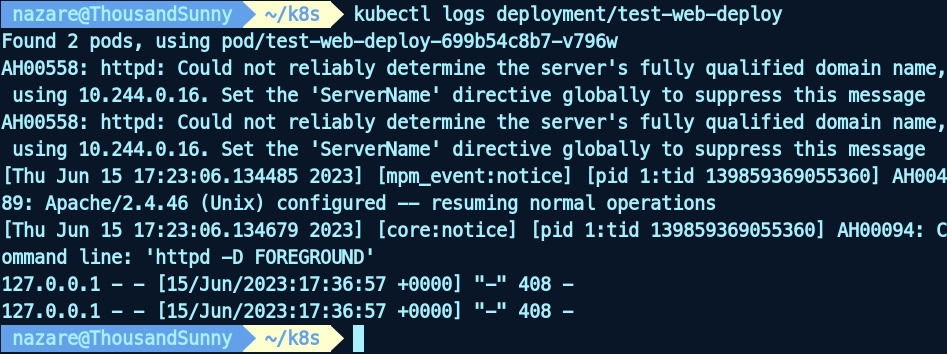 nazare@ThousandSunny ~/k8s kubectl logs deployment/test-web-deploy
Found 2 pods, using pod/test-web-deploy-699b54c8b7-v796w
AH00558: httpd: Could not reliably determine the server's fully qualified domain name,
 using 10.244.0.16. Set the 'ServerName' directive globally to suppress this message
AH00558: httpd: Could not reliably determine the server's fully qualified domain name,
 using 10.244.0.16. Set the 'ServerName' directive globally to suppress this message
[Thu Jun 15 17:23:06.134485 2023] [mpm_event:notice] [pid 1:tid 139859369055360] AH004
89: Apache/2.4.46 (Unix) configured -- resuming normal operations
[Thu Jun 15 17:23:06.134679 2023] [core:notice] [pid 1:tid 139859369055360] AH00094: C
ommand line: 'httpd -D FOREGROUND'
127.0.0.1 - - [15/Jun/2023:17:36:57 +0000] "-" 408 -
127.0.0.1 - - [15/Jun/2023:17:36:57 +0000] "-" 408 -
nazare@ThousandSunny ~/k8s